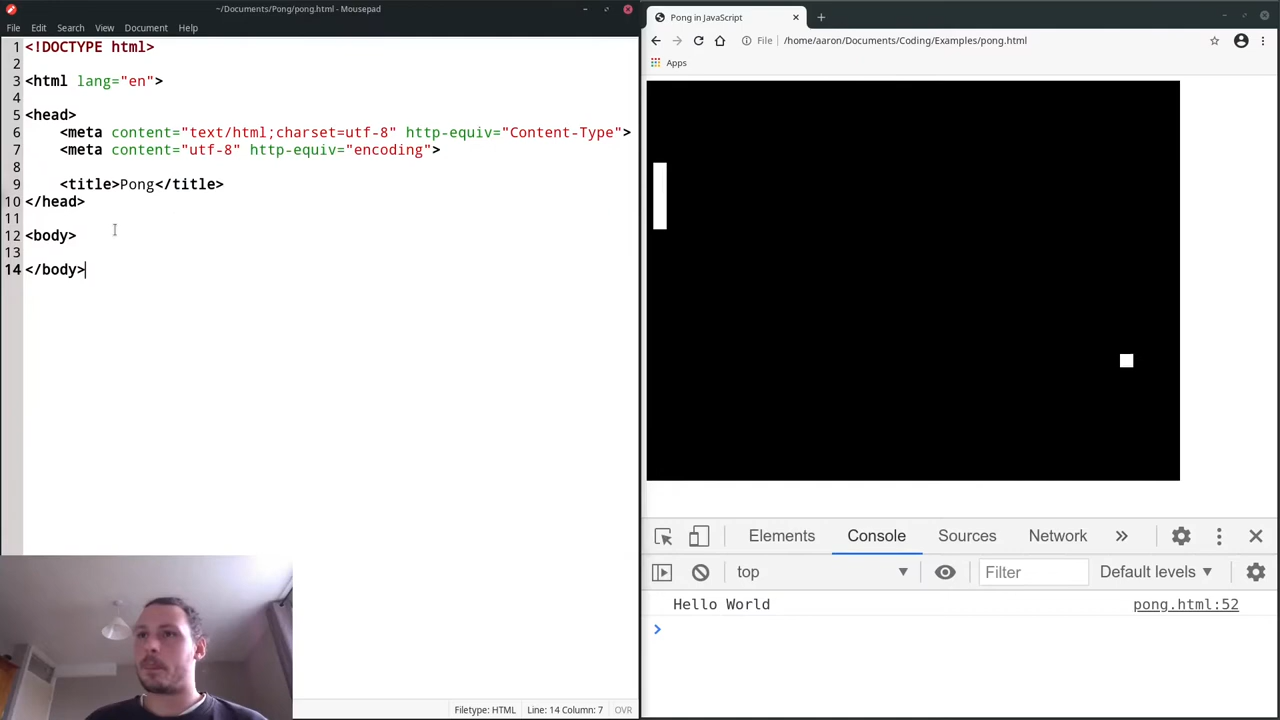 ~/Documents/Pong/pong.html - Mousepad
File Edit Search View Document Help
1 <!DOCTYPE html>
2
3 <html lang="en">
4
5 <head>
6 <meta content="text/html;charset=utf-8" http-equiv="Content-Type">
7 <meta content="utf-8" http-equiv="encoding">
8
9 <title>Pong</title>
10 </head>
11
12 <body>
13
14 </body>
Filetype: HTML Line: 14 Column: 7 OVR
Pong in JavaScript
File /home/aaron/Documents/Coding/Examples/pong.html
Apps
Elements Console Sources Network
top Filter Default levels
Hello World pong.html:52